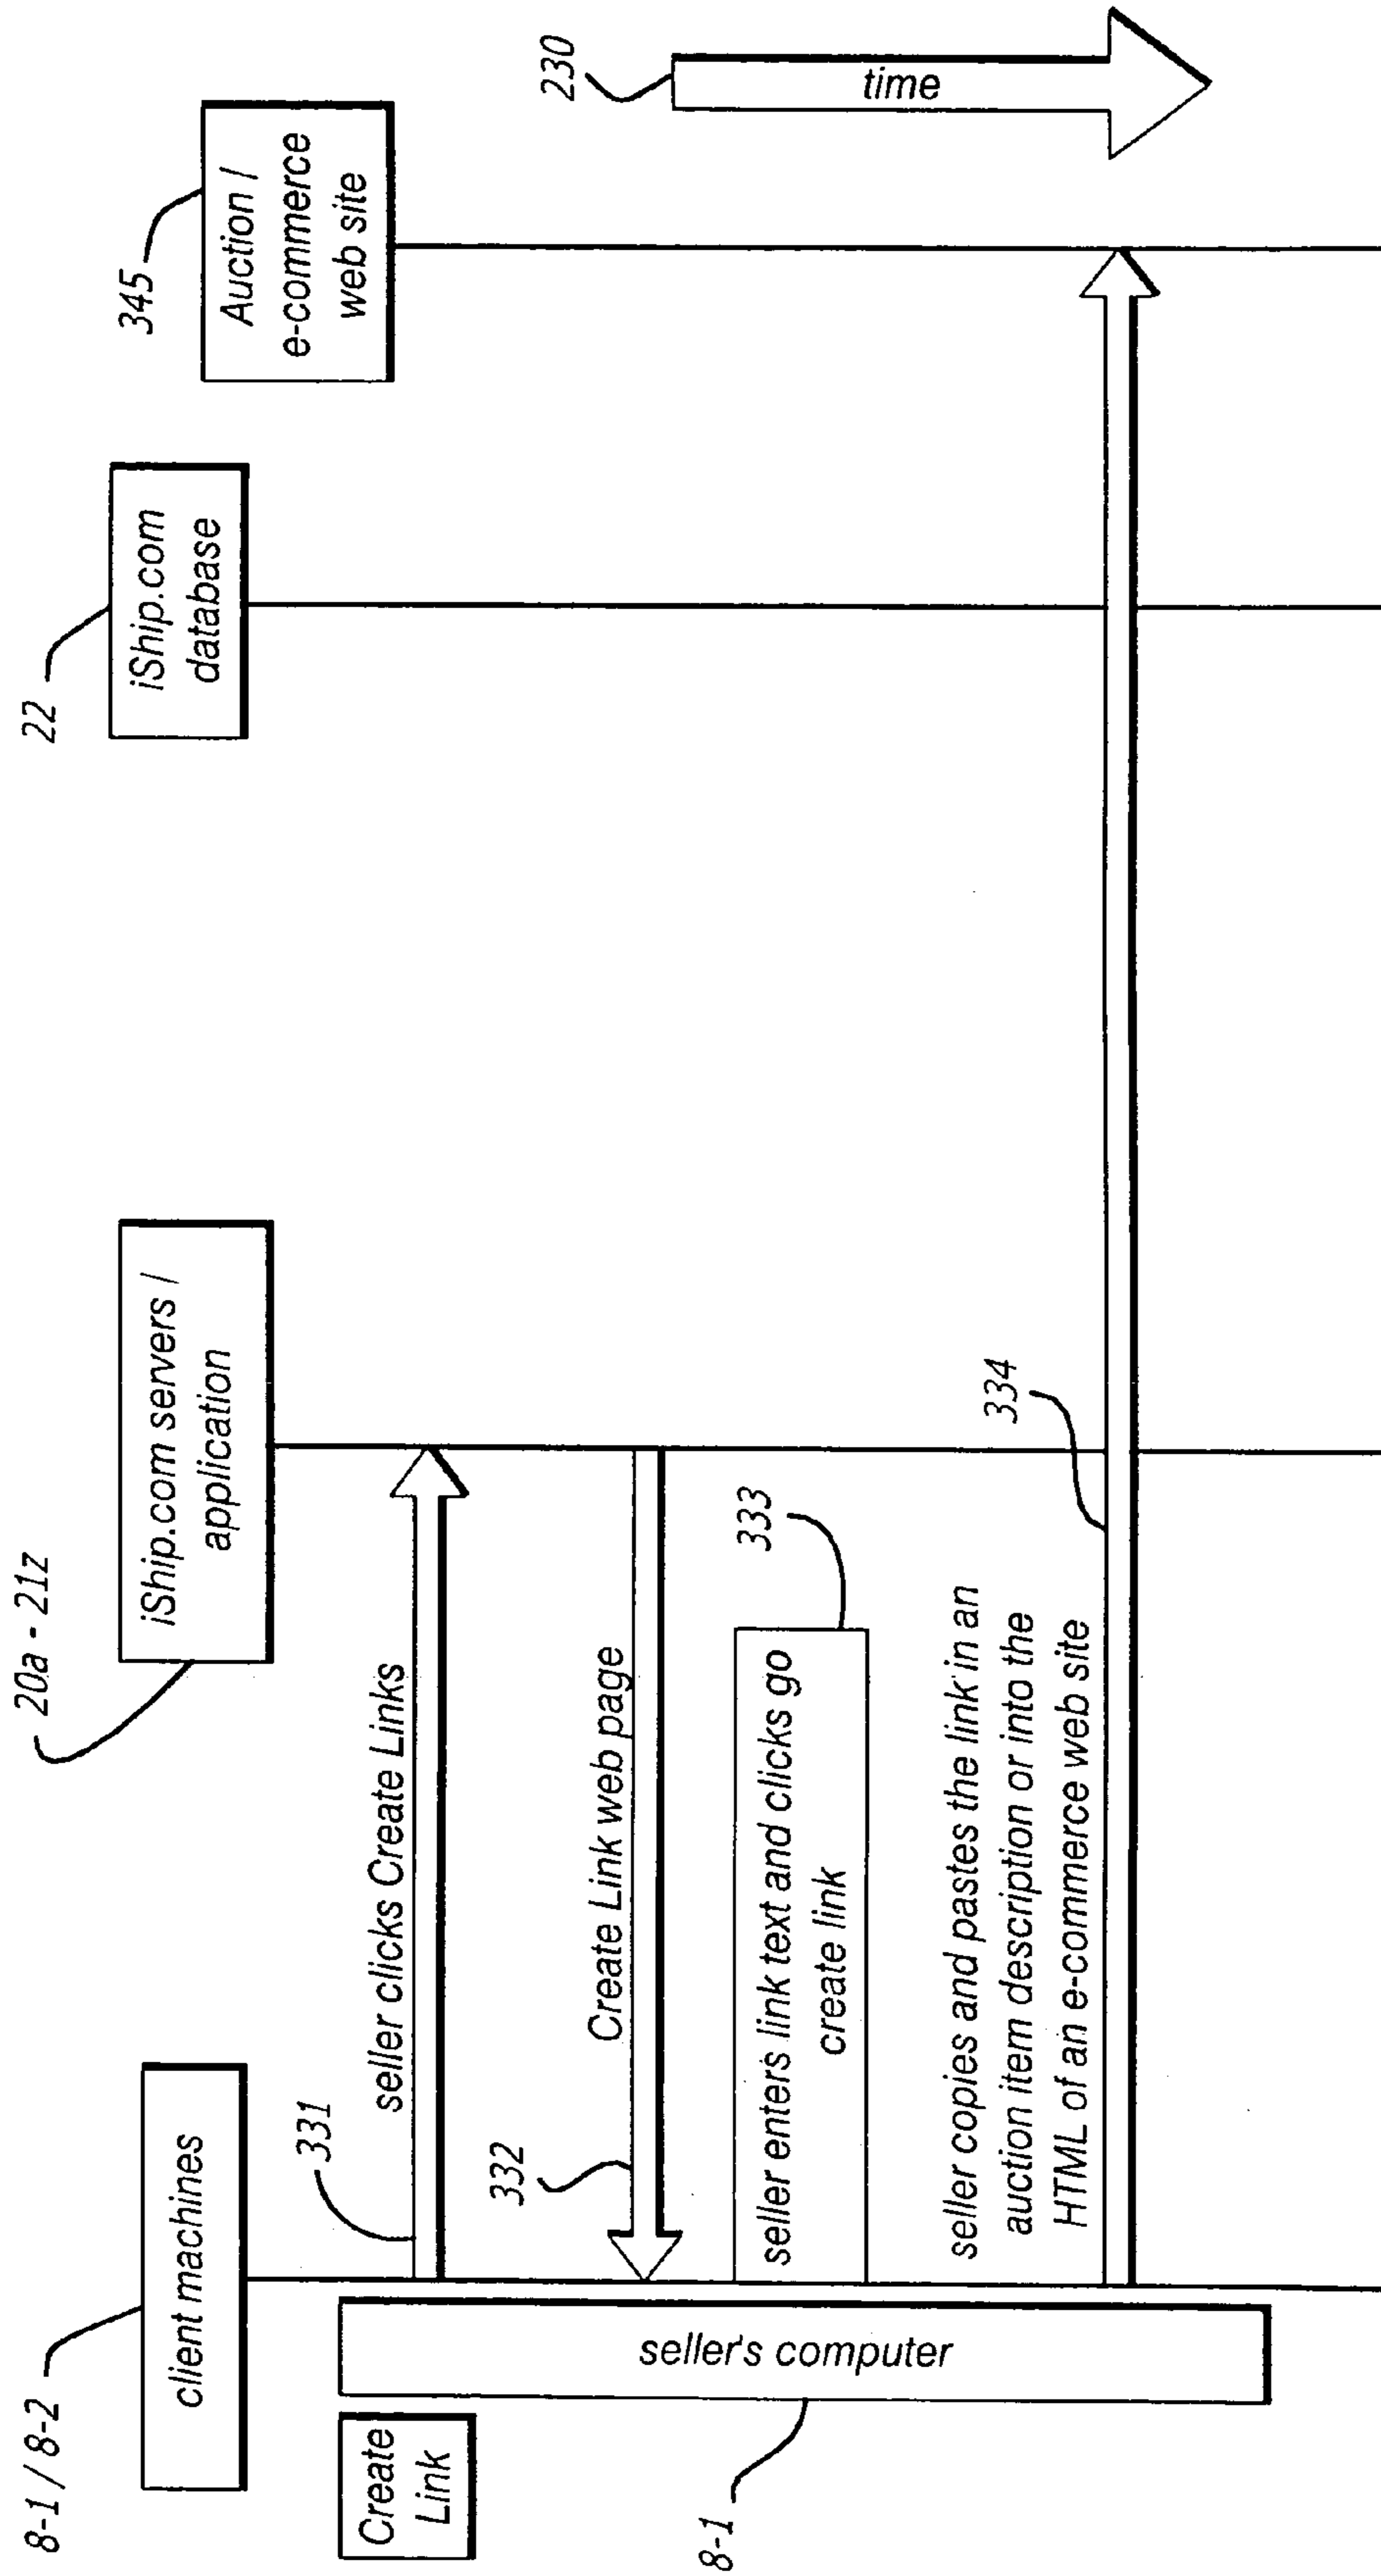 8-1 / 8-2
client machines
20a - 21z
iShip.com servers /
application
22
iShip.com
database
345
Auction /
e-commerce
web site
Create
Link
331
seller clicks Create Links
332
Create Link web page
seller enters link text and clicks go
create link
333
seller copies and pastes the link in an
auction item description or into the
HTML of an e-commerce web site
334
seller's computer
8-1
230
time